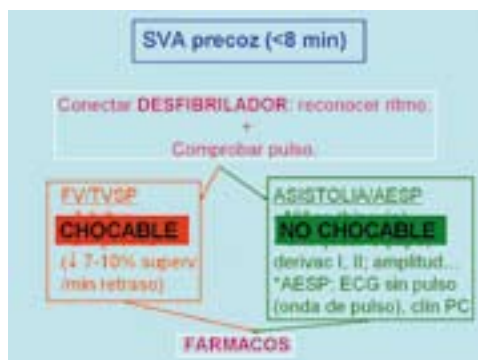 SVA precoz (<8 min)
Conectar DESFIBRILADOR: reconocer ritmo.
+
Comprobar pulso.
FV/TVSP
CHOCABLE
(↓ 7-10% superv
/min retraso)
ASISTOLIA/AESP
NO CHOCABLE
derivac I, II; amplitud...
*AESP: ECG sin pulso
(onda de pulso), clín PC
FARMACOS